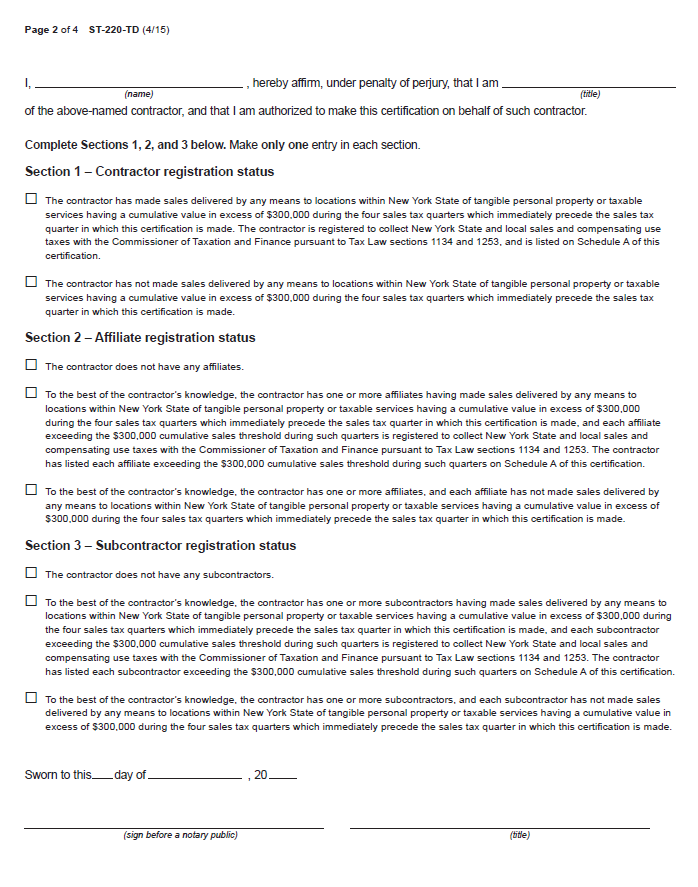 Page 2 of 4 ST-220-TD (4/15)
I, ____________________ , hereby affirm, under penalty of perjury, that I am ____________________
(name) (title)
of the above-named contractor, and that I am authorized to make this certification on behalf of such contractor.
Complete Sections 1, 2, and 3 below. Make only one entry in each section.
Section 1 – Contractor registration status
☐ The contractor has made sales delivered by any means to locations within New York State of tangible personal property or taxable
services having a cumulative value in excess of $300,000 during the four sales tax quarters which immediately precede the sales tax
quarter in which this certification is made. The contractor is registered to collect New York State and local sales and compensating use
taxes with the Commissioner of Taxation and Finance pursuant to Tax Law sections 1134 and 1253, and is listed on Schedule A of this
certification.
☐ The contractor has not made sales delivered by any means to locations within New York State of tangible personal property or taxable
services having a cumulative value in excess of $300,000 during the four sales tax quarters which immediately precede the sales tax
quarter in which this certification is made.
Section 2 – Affiliate registration status
☐ The contractor does not have any affiliates.
☐ To the best of the contractor's knowledge, the contractor has one or more affiliates having made sales delivered by any means to
locations within New York State of tangible personal property or taxable services having a cumulative value in excess of $300,000
during the four sales tax quarters which immediately precede the sales tax quarter in which this certification is made, and each affiliate
exceeding the $300,000 cumulative sales threshold during such quarters is registered to collect New York State and local sales and
compensating use taxes with the Commissioner of Taxation and Finance pursuant to Tax Law sections 1134 and 1253. The contractor
has listed each affiliate exceeding the $300,000 cumulative sales threshold during such quarters on Schedule A of this certification.
☐ To the best of the contractor's knowledge, the contractor has one or more affiliates, and each affiliate has not made sales delivered by
any means to locations within New York State of tangible personal property or taxable services having a cumulative value in excess of
$300,000 during the four sales tax quarters which immediately precede the sales tax quarter in which this certification is made.
Section 3 – Subcontractor registration status
☐ The contractor does not have any subcontractors.
☐ To the best of the contractor's knowledge, the contractor has one or more subcontractors having made sales delivered by any means to
locations within New York State of tangible personal property or taxable services having a cumulative value in excess of $300,000 during
the four sales tax quarters which immediately precede the sales tax quarter in which this certification is made, and each subcontractor
exceeding the $300,000 cumulative sales threshold during such quarters is registered to collect New York State and local sales and
compensating use taxes with the Commissioner of Taxation and Finance pursuant to Tax Law sections 1134 and 1253. The contractor
has listed each subcontractor exceeding the $300,000 cumulative sales threshold during such quarters on Schedule A of this certification.
☐ To the best of the contractor's knowledge, the contractor has one or more subcontractors, and each subcontractor has not made sales
delivered by any means to locations within New York State of tangible personal property or taxable services having a cumulative value in
excess of $300,000 during the four sales tax quarters which immediately precede the sales tax quarter in which this certification is made.
Sworn to this___day of ______________ , 20____
(sign before a notary public) (title)